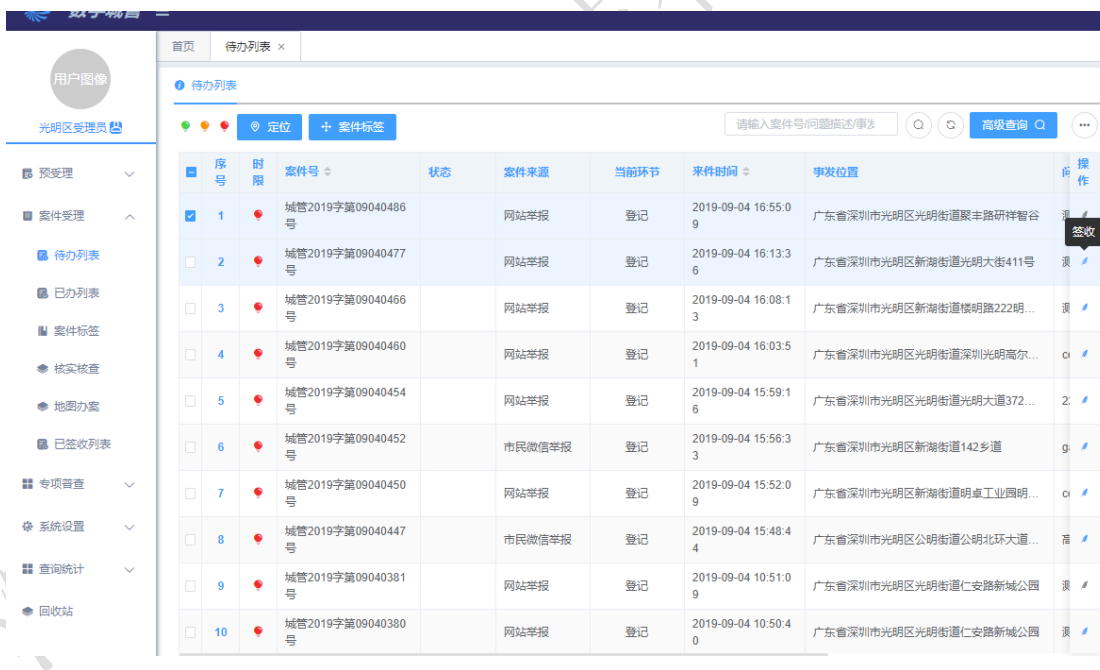 数字城管
首页 待办列表 ×
用户图像
光明区受理员
待办列表
定位 案件标签 请输入案件号/问题描述/事发 高级查询
预受理
案件受理
待办列表
已办列表
案件标签
核实核查
地图办案
已签收列表
专项普查
系统设置
查询统计
回收站
序号 时限 案件号 状态 案件来源 当前环节 来件时间 事发位置 问 操作
签收
1 城管2019字第09040486
号 网站举报 登记 2019-09-04 16:55:0
9 广东省深圳市光明区光明街道聚丰路研祥智谷 测
2 城管2019字第09040477
号 网站举报 登记 2019-09-04 16:13:3
6 广东省深圳市光明区新湖街道光明大街411号 测
3 城管2019字第09040466
号 网站举报 登记 2019-09-04 16:08:1
3 广东省深圳市光明区新湖街道楼明路222明... 测
4 城管2019字第09040460
号 网站举报 登记 2019-09-04 16:03:5
1 广东省深圳市光明区光明街道深圳光明高尔...
5 城管2019字第09040454
号 网站举报 登记 2019-09-04 15:59:1
6 广东省深圳市光明区光明街道光明大道372...
6 城管2019字第09040452
号 市民微信举报 登记 2019-09-04 15:56:3
3 广东省深圳市光明区新湖街道142乡道
7 城管2019字第09040450
号 网站举报 登记 2019-09-04 15:52:0
9 广东省深圳市光明区新湖街道明卓工业园明...
8 城管2019字第09040447
号 市民微信举报 登记 2019-09-04 15:48:4
4 广东省深圳市光明区公明街道公明北环大道...
9 城管2019字第09040381
号 网站举报 登记 2019-09-04 10:51:0
9 广东省深圳市光明区光明街道仁安路新城公园 测
10 城管2019字第09040380
号 网站举报 登记 2019-09-04 10:50:4
0 广东省深圳市光明区光明街道仁安路新城公园 测